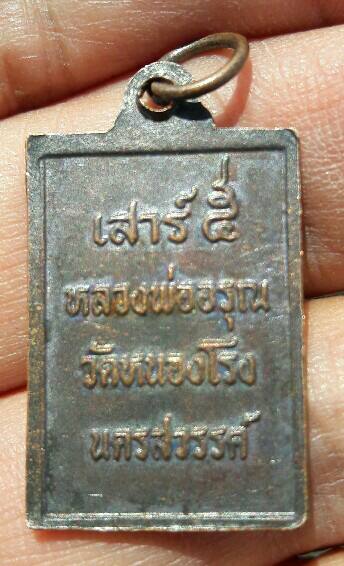 เสาร์ ๕
หลวงพ่ออรุณ
วัดหนองโรง
นครสวรรค์